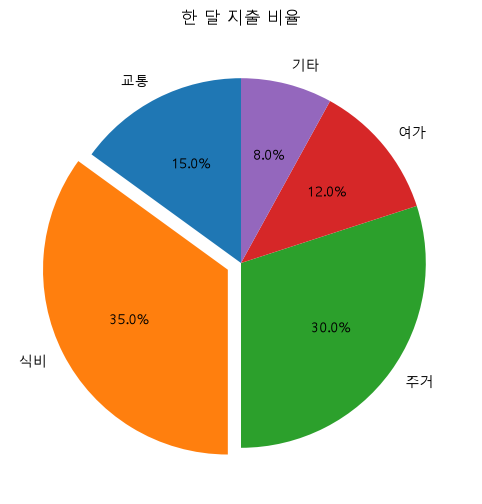 한 달 지출 비율
기타
교통
여가
8.0%
15.0%
12.0%
35.0%
30.0%
식비
주거